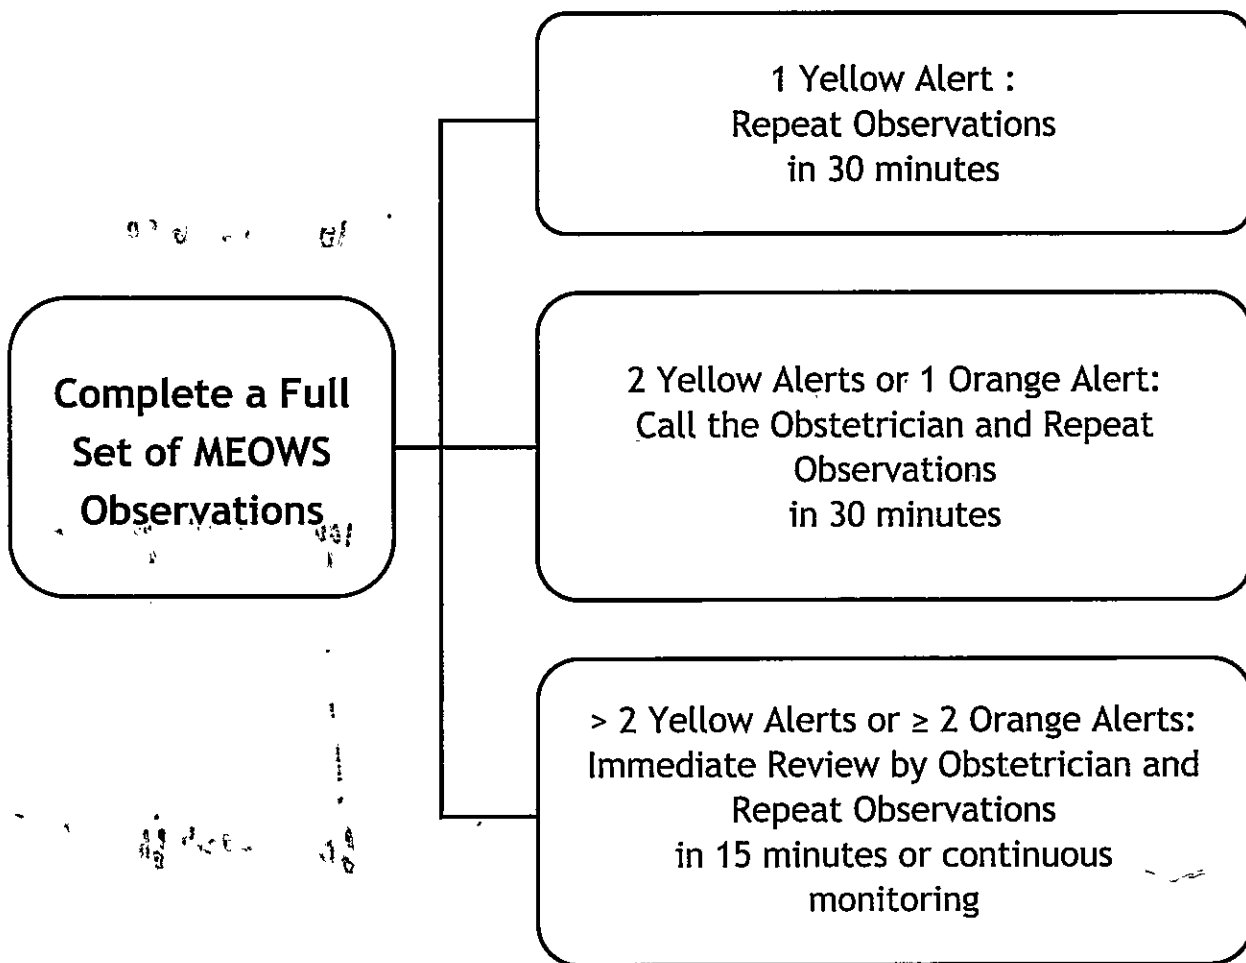 Complete a Full
Set of MEOWS
Observations
1 Yellow Alert :
Repeat Observations
in 30 minutes
2 Yellow Alerts or 1 Orange Alert:
Call the Obstetrician and Repeat
Observations
in 30 minutes
> 2 Yellow Alerts or ≥ 2 Orange Alerts:
Immediate Review by Obstetrician and
Repeat Observations
in 15 minutes or continuous
monitoring